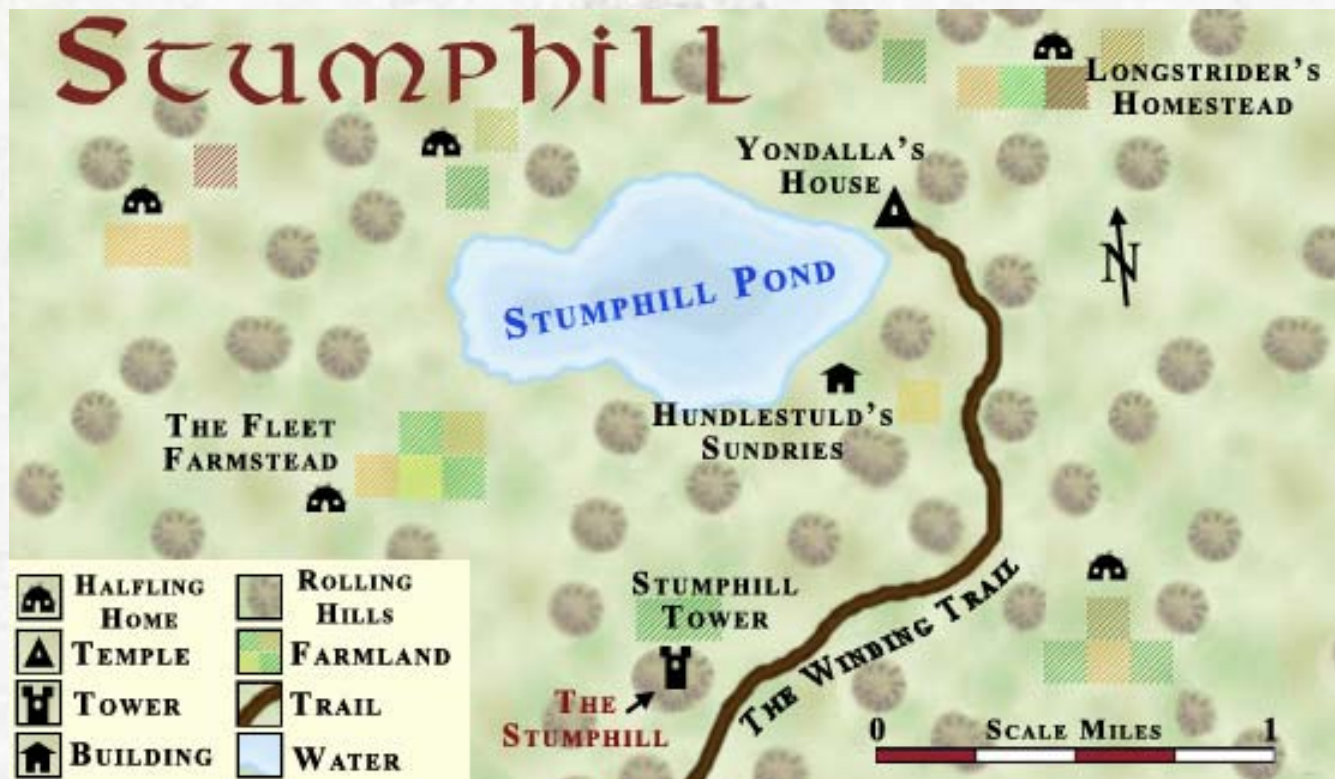 Stumphill
Longstrider's
Homestead
Yondalla's
House
N
Stumphill Pond
Hundlestuld's
Sundries
The Fleet
Farmstead
Stumphill
Tower
The Winding Trail
The
Stumphill
Halfling
Home
Rolling
Hills
Temple
Farmland
Tower
Trail
Building
Water
0 Scale Miles 1